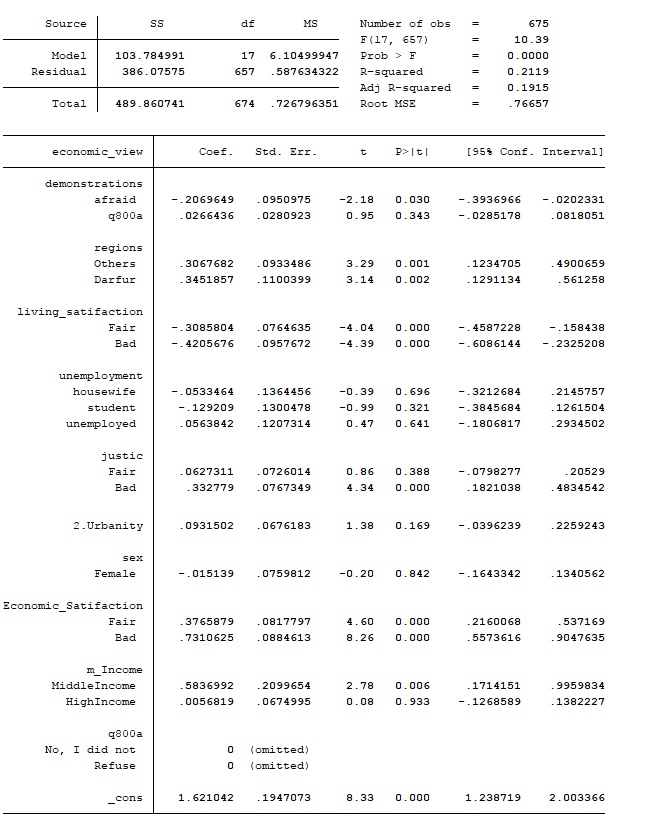 Source SS df MS Number of obs = 675
F(17, 657) = 10.39
Model 103.784991 17 6.10499947 Prob > F = 0.0000
Residual 386.07575 657 .587634322 R-squared = 0.2119
Adj R-squared = 0.1915
Total 489.860741 674 .726796351 Root MSE = .76657
economic_view Coef. Std. Err. t P>|t| [95% Conf. Interval]
demonstrations
afraid -.2069649 .0950975 -2.18 0.030 -.3936966 -.0202331
q800a .0266436 .0280923 0.95 0.343 -.0285178 .0818051
regions
Others .3067682 .0933486 3.29 0.001 .1234705 .4900659
Darfur .3451857 .1100399 3.14 0.002 .1291134 .561258
living_satifaction
Fair -.3085804 .0764635 -4.04 0.000 -.4587228 -.158438
Bad -.4205676 .0957672 -4.39 0.000 -.6086144 -.2325208
unemployment
housewife -.0533464 .1364456 -0.39 0.696 -.3212684 .2145757
student -.129209 .1300478 -0.99 0.321 -.3845684 .1261504
unemployed .0563842 .1207314 0.47 0.641 -.1806817 .2934502
justic
Fair .0627311 .0726014 0.86 0.388 -.0798277 .20529
Bad .332779 .0767349 4.34 0.000 .1821038 .4834542
2.Urbanity .0931502 .0676183 1.38 0.169 -.0396239 .2259243
sex
Female -.015139 .0759812 -0.20 0.842 -.1643342 .1340562
Economic_Satifaction
Fair .3765879 .0817797 4.60 0.000 .2160068 .537169
Bad .7310625 .0884613 8.26 0.000 .5573616 .9047635
m_Income
MiddleIncome .5836992 .2099654 2.78 0.006 .1714151 .9959834
HighIncome .0056819 .0674995 0.08 0.933 -.1268589 .1382227
q800a
No, I did not 0 (omitted)
Refuse 0 (omitted)
_cons 1.621042 .1947073 8.33 0.000 1.238719 2.003366